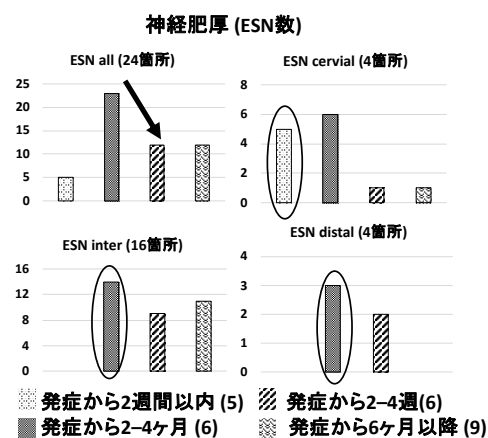 神経肥厚 (ESN数)
ESN all (24箇所)
25
20
15
10
5
0
ESN cervial (4箇所)
8
6
4
2
0
ESN inter (16箇所)
16
12
8
4
0
ESN distal (4箇所)
4
3
2
1
0
発症から2週間以内 (5)
発症から2–4週(6)
発症から2–4ヶ月 (6)
発症から6ヶ月以降 (9)